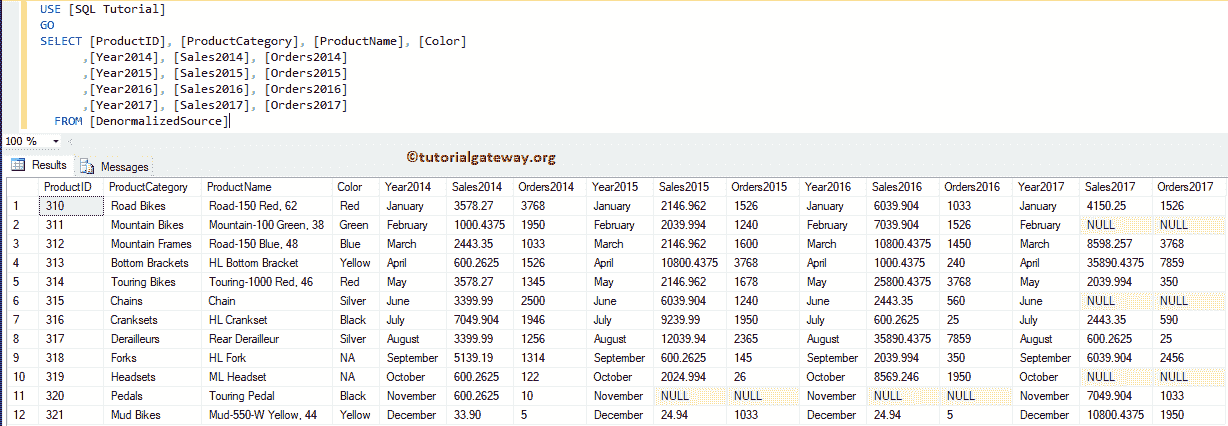 USE [SQL Tutorial]
GO
SELECT [ProductID], [ProductCategory], [ProductName], [Color]
,[Year2014], [Sales2014], [Orders2014]
,[Year2015], [Sales2015], [Orders2015]
,[Year2016], [Sales2016], [Orders2016]
,[Year2017], [Sales2017], [Orders2017]
FROM [DenormalizedSource]
100 %
©tutorialgateway.org
Results Messages
ProductID ProductCategory ProductName Color Year2014 Sales2014 Orders2014 Year2015 Sales2015 Orders2015 Year2016 Sales2016 Orders2016 Year2017 Sales2017 Orders2017
1 310 Road Bikes Road-150 Red, 62 Red January 3578.27 3768 January 2146.962 1526 January 6039.904 1033 January 4150.25 1526
2 311 Mountain Bikes Mountain-100 Green, 38 Green February 1000.4375 1950 February 2039.994 1240 February 7039.904 1526 February NULL NULL
3 312 Mountain Frames Road-150 Blue, 48 Blue March 2443.35 1033 March 2146.962 1600 March 10800.4375 1450 March 8598.257 3768
4 313 Bottom Brackets HL Bottom Bracket Yellow April 600.2625 1526 April 10800.4375 3768 April 1000.4375 240 April 35890.4375 7859
5 314 Touring Bikes Touring-1000 Red, 46 Red May 3578.27 1345 May 2146.962 1678 May 25800.4375 3768 May 2039.994 350
6 315 Chains Chain Silver June 3399.99 2500 June 6039.904 1240 June 2443.35 560 June NULL NULL
7 316 Cranksets HL Crankset Black July 7049.904 1946 July 9239.99 1950 July 600.2625 25 July 2443.35 590
8 317 Derailleurs Rear Derailleur Silver August 3399.99 1256 August 12039.94 2365 August 35890.4375 7859 August 600.2625 25
9 318 Forks HL Fork NA September 5139.19 1314 September 600.2625 145 September 2039.994 350 September 6039.904 2456
10 319 Headsets ML Headset NA October 600.2625 122 October 2024.994 26 October 8569.246 1950 October NULL NULL
11 320 Pedals Touring Pedal Black November 600.2625 10 November NULL NULL November NULL NULL November 7049.904 1033
12 321 Mud Bikes Mud-550-W Yellow, 44 Yellow December 33.90 5 December 24.94 1033 December 24.94 5 December 10800.4375 1950